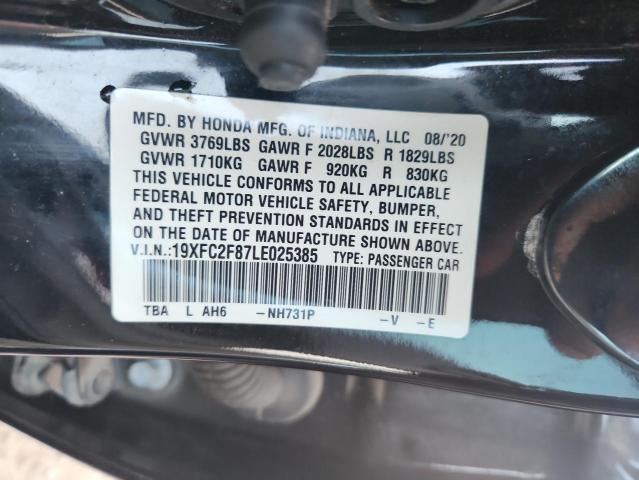 MFD. BY HONDA MFG. OF INDIANA, LLC 08/'20
GVWR 3769LBS GAWR F 2028LBS R 1829LBS
GVWR 1710KG GAWR F 920KG R 830KG
THIS VEHICLE CONFORMS TO ALL APPLICABLE
FEDERAL MOTOR VEHICLE SAFETY, BUMPER,
AND THEFT PREVENTION STANDARDS IN EFFECT
ON THE DATE OF MANUFACTURE SHOWN ABOVE.
V.I.N.:19XFC2F87LE025385 TYPE: PASSENGER CAR
TBA L AH6 -NH731P -V -E